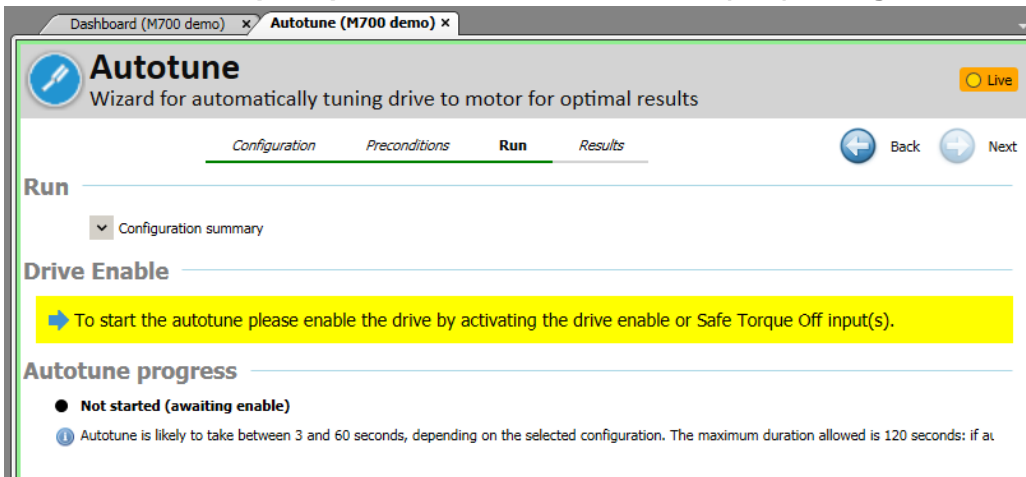 Dashboard (M700 demo) x Autotune (M700 demo) x
Autotune
Wizard for automatically tuning drive to motor for optimal results
Live
Configuration Preconditions Run Results Back Next
Run
Configuration summary
Drive Enable
To start the autotune please enable the drive by activating the drive enable or Safe Torque Off input(s).
Autotune progress
Not started (awaiting enable)
Autotune is likely to take between 3 and 60 seconds, depending on the selected configuration. The maximum duration allowed is 120 seconds: if